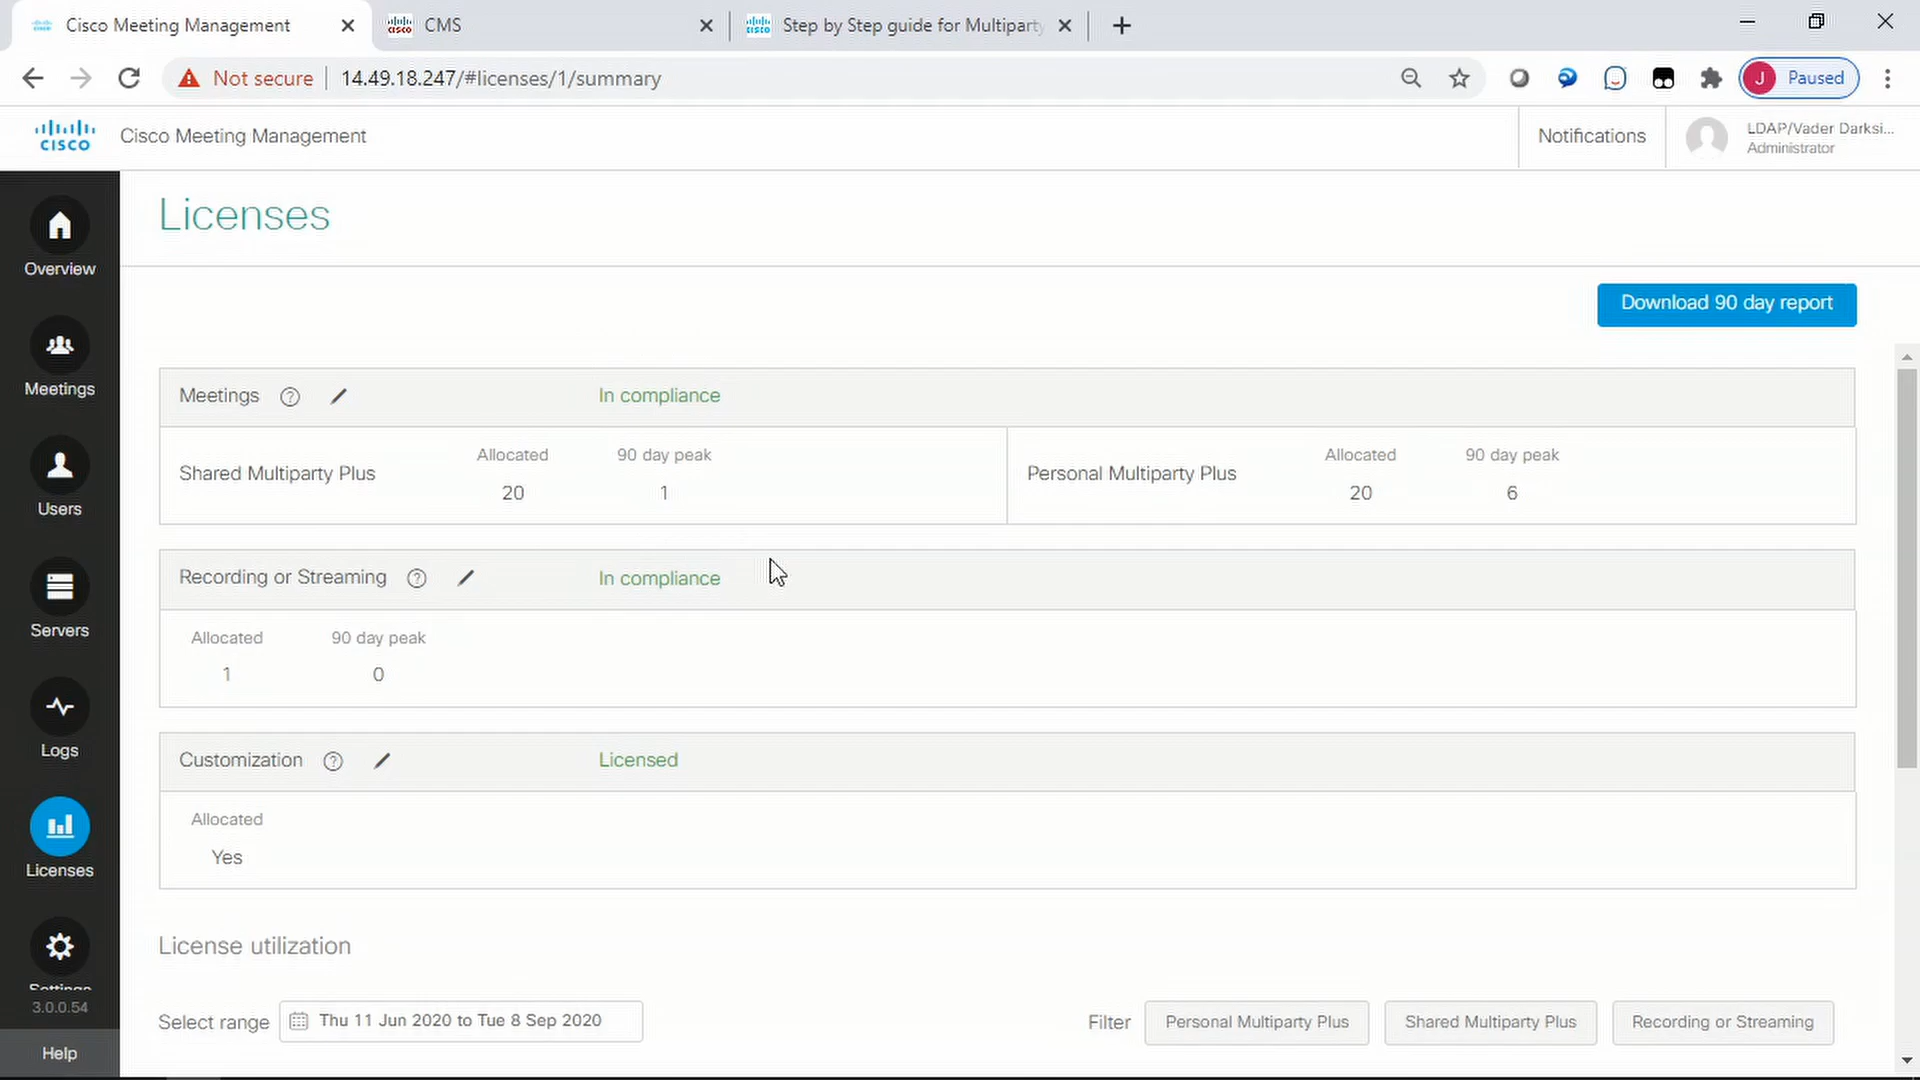 Cisco Meeting Management
CMS
Step by Step guide for Multiparty
Not secure
14.49.18.247/#licenses/1/summary
J Paused
CISCO
Cisco Meeting Management
Notifications
LDAP/Vader Darksi...
Administrator
Overview
Meetings
Users
Servers
Logs
Licenses
Settings
3.0.0.54
Help
Licenses
Download 90 day report
Meetings ? In compliance
Shared Multiparty Plus
Allocated 90 day peak
20 1
Personal Multiparty Plus
Allocated 90 day peak
20 6
Recording or Streaming ? In compliance
Allocated 90 day peak
1 0
Customization ? Licensed
Allocated
Yes
License utilization
Select range Thu 11 Jun 2020 to Tue 8 Sep 2020
Filter Personal Multiparty Plus Shared Multiparty Plus Recording or Streaming